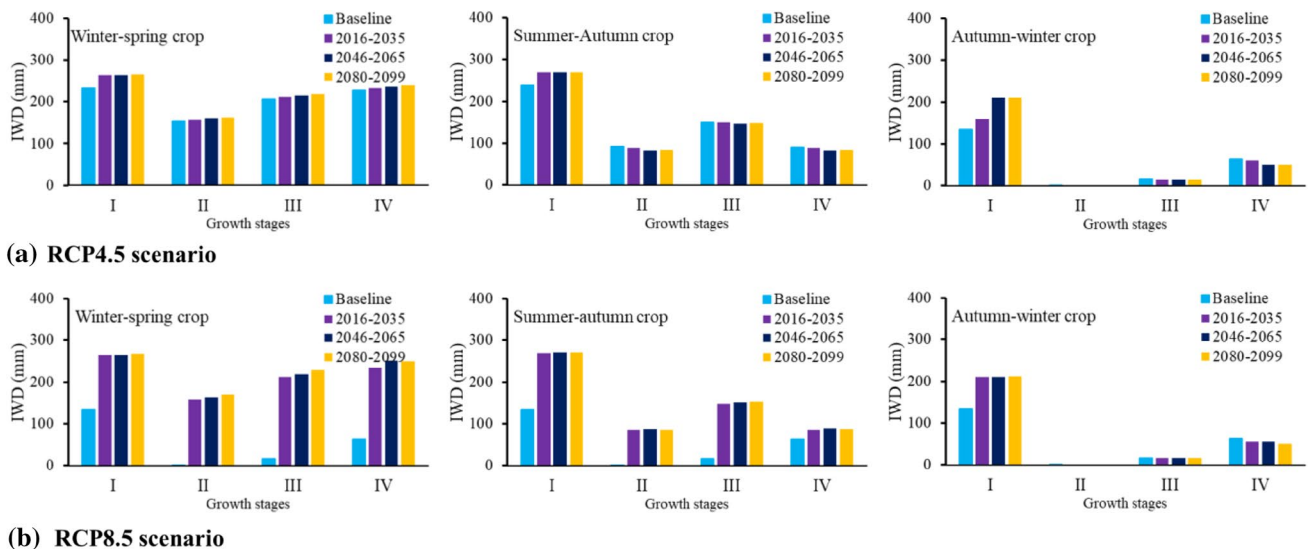 400
300
200
100
0
IWD (mm)
Winter-spring crop
Baseline
2016-2035
2046-2065
2080-2099
I II III IV
Growth stages
400
300
200
100
0
IWD (mm)
Summer-Autumn crop
Baseline
2016-2035
2046-2065
2080-2099
I II III IV
Growth stages
400
300
200
100
0
IWD (mm)
Autumn-winter crop
Baseline
2016-2035
2046-2065
2080-2099
I II III IV
Growth stages
(a) RCP4.5 scenario
400
300
200
100
0
IWD (mm)
Winter-spring crop
Baseline
2016-2035
2046-2065
2080-2099
I II III IV
Growth stages
400
300
200
100
0
IWD (mm)
Summer-autumn crop
Baseline
2016-2035
2046-2065
2080-2099
I II III IV
Growth stages
400
300
200
100
0
IWD (mm)
Autumn-winter crop
Baseline
2016-2035
2046-2065
2080-2099
I II III IV
Growth stages
(b) RCP8.5 scenario